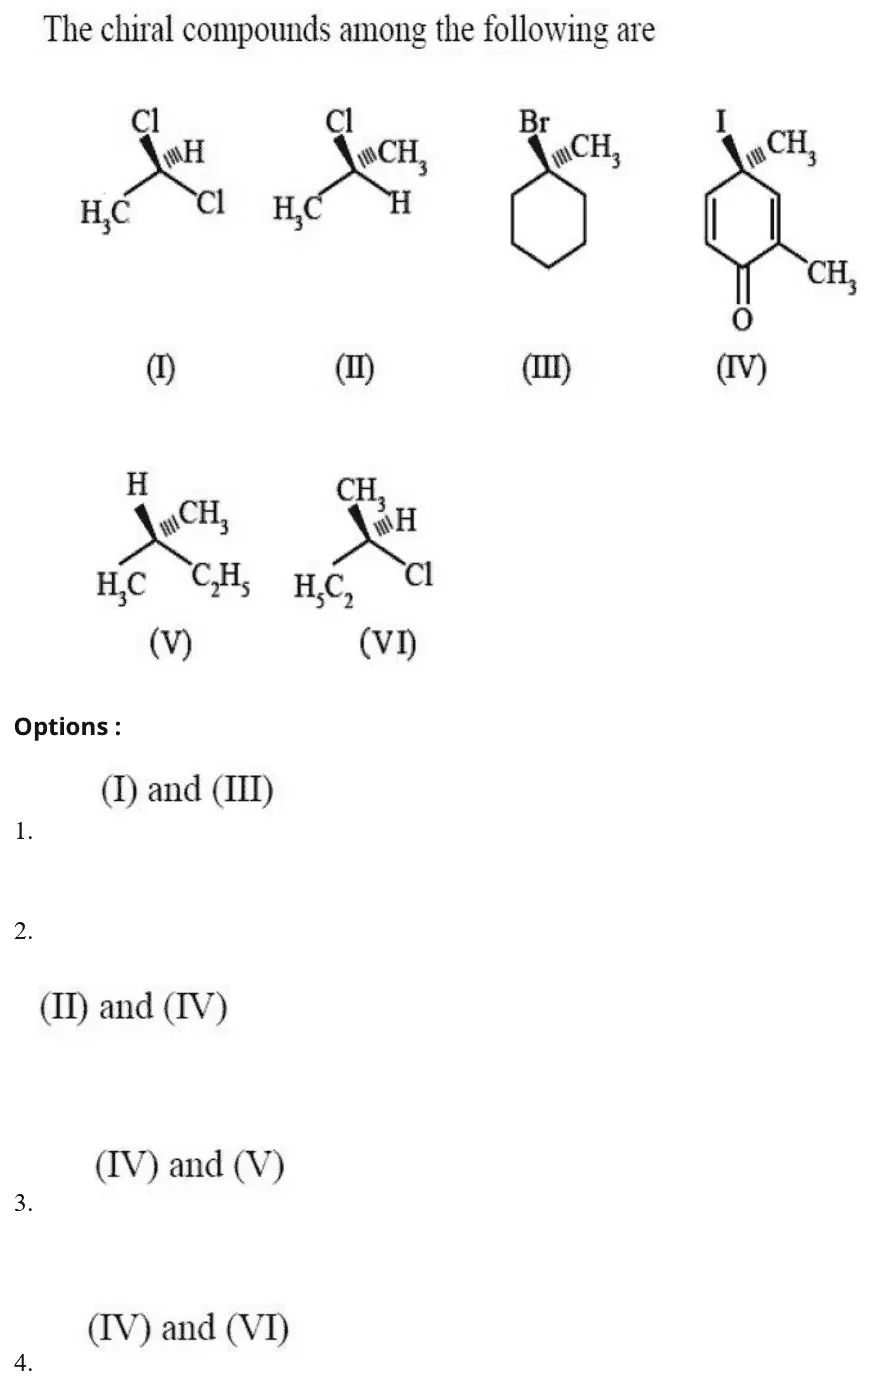 The chiral compounds among the following are
Cl
H
H₃C
Cl
Cl
CH₃
H₃C
H
Br
CH₃
I
CH₃
CH₃
O
(I)
(II)
(III)
(IV)
H
CH₃
H₃C
C₂H₅
CH₃
H
H₅C₂
Cl
(V)
(VI)
Options :
(I) and (III)
1.
2.
(II) and (IV)
(IV) and (V)
3.
(IV) and (VI)
4.